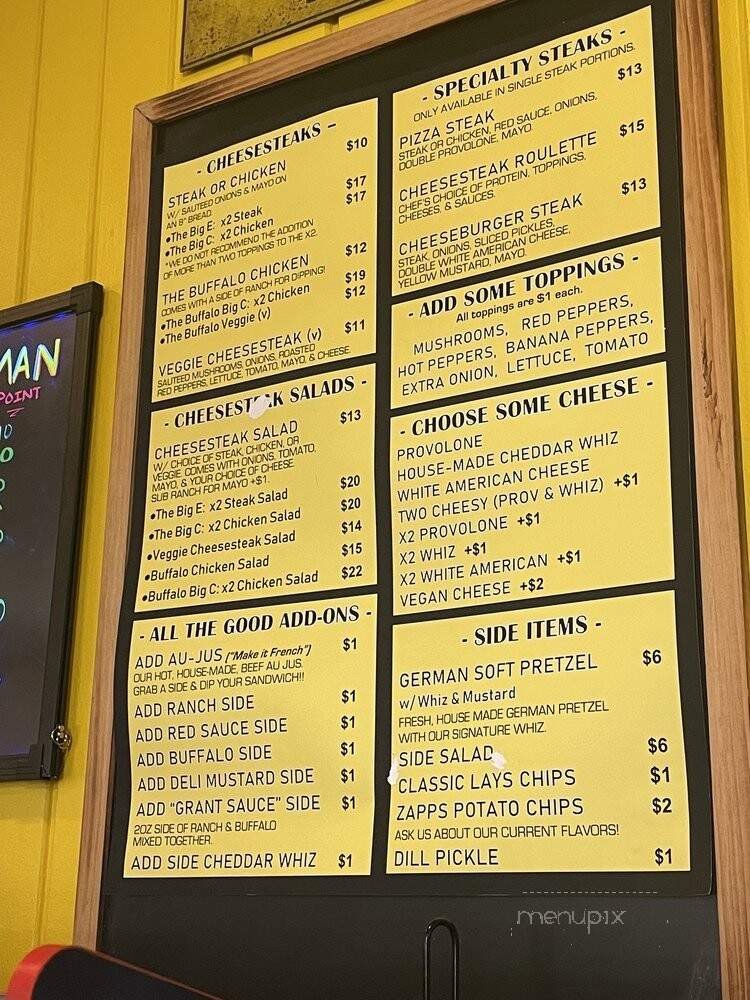 MAN
POINT
- CHEESESTEAKS -
STEAK OR CHICKEN $10
W/ SAUTEED ONIONS & MAYO ON
AN 8" BREAD
•The Big E: x2 Steak $17
•The Big C: x2 Chicken $17
*WE DO NOT RECOMMEND THE ADDITION
OF MORE THAN TWO TOPPINGS TO THE X2.
THE BUFFALO CHICKEN $12
COMES WITH A SIDE OF RANCH FOR DIPPING!
•The Buffalo Big C: x2 Chicken $19
•The Buffalo Veggie (v) $12
VEGGIE CHEESESTEAK (v) $11
SAUTEED MUSHROOMS, ONIONS, ROASTED
RED PEPPERS, LETTUCE, TOMATO, MAYO, & CHEESE.
- CHEESESTEAK SALADS -
CHEESESTEAK SALAD $13
W/ CHOICE OF STEAK, CHICKEN, OR
VEGGIE. COMES WITH ONIONS, TOMATO,
MAYO, & YOUR CHOICE OF CHEESE.
SUB RANCH FOR MAYO +$1.
•The Big E: x2 Steak Salad $20
•The Big C: x2 Chicken Salad $20
•Veggie Cheesesteak Salad $14
•Buffalo Chicken Salad $15
•Buffalo Big C: x2 Chicken Salad $22
- ALL THE GOOD ADD-ONS -
ADD AU-JUS ("Make it French") $1
OUR HOT, HOUSE-MADE, BEEF AU JUS.
GRAB A SIDE & DIP YOUR SANDWICH!!
ADD RANCH SIDE $1
ADD RED SAUCE SIDE $1
ADD BUFFALO SIDE $1
ADD DELI MUSTARD SIDE $1
ADD "GRANT SAUCE" SIDE $1
2OZ SIDE OF RANCH & BUFFALO
MIXED TOGETHER.
ADD SIDE CHEDDAR WHIZ $1
- SPECIALTY STEAKS -
ONLY AVAILABLE IN SINGLE STEAK PORTIONS.
PIZZA STEAK $13
STEAK OR CHICKEN, RED SAUCE, ONIONS,
DOUBLE PROVOLONE, MAYO.
CHEESESTEAK ROULETTE $15
CHEF'S CHOICE OF PROTEIN, TOPPINGS,
CHEESES, & SAUCES.
CHEESEBURGER STEAK $13
STEAK, ONIONS, SLICED PICKLES,
DOUBLE WHITE AMERICAN CHEESE,
YELLOW MUSTARD, MAYO.
- ADD SOME TOPPINGS -
All toppings are $1 each.
MUSHROOMS, RED PEPPERS,
HOT PEPPERS, BANANA PEPPERS,
EXTRA ONION, LETTUCE, TOMATO
- CHOOSE SOME CHEESE -
PROVOLONE
HOUSE-MADE CHEDDAR WHIZ
WHITE AMERICAN CHEESE
TWO CHEESY (PROV & WHIZ) +$1
X2 PROVOLONE +$1
X2 WHIZ +$1
X2 WHITE AMERICAN +$1
VEGAN CHEESE +$2
- SIDE ITEMS -
GERMAN SOFT PRETZEL $6
w/ Whiz & Mustard
FRESH, HOUSE MADE GERMAN PRETZEL
WITH OUR SIGNATURE WHIZ.
SIDE SALAD $6
CLASSIC LAYS CHIPS $1
ZAPPS POTATO CHIPS $2
ASK US ABOUT OUR CURRENT FLAVORS!
DILL PICKLE $1
menupix